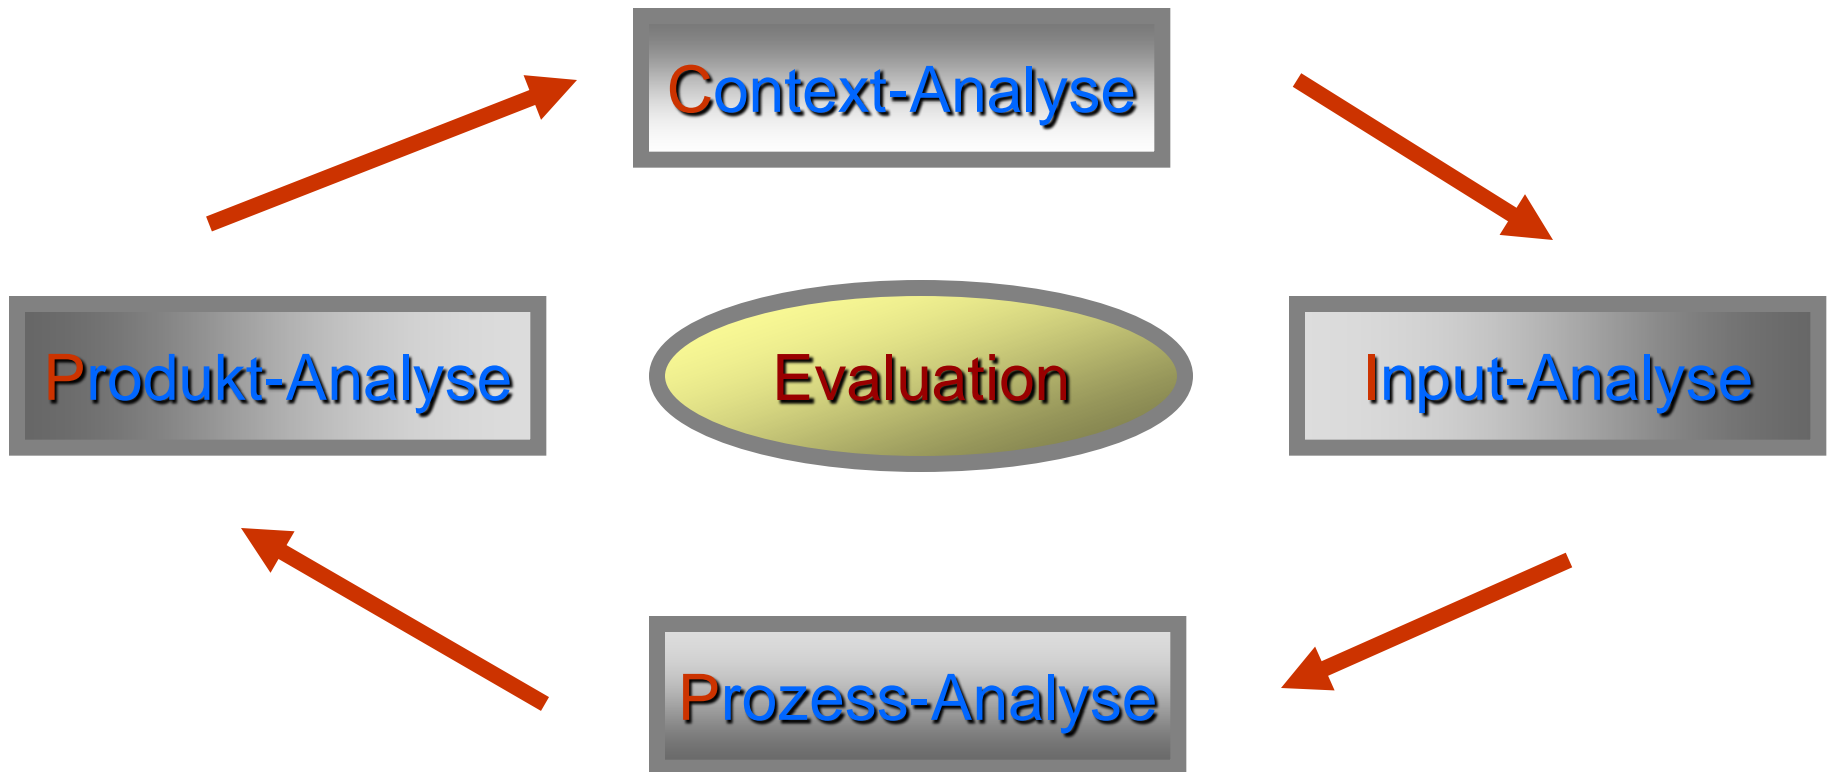 Context-Analyse
Produkt-Analyse
Evaluation
Input-Analyse
Prozess-Analyse